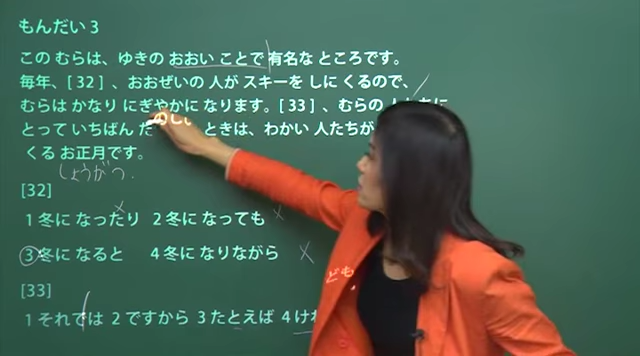 もんだい 3
この むらは、ゆきの おおい ことで 有名な ところです。
毎年、[ 32 ] 、おおぜいの 人が スキーを しに くるので、
むらは かなり にぎやかに なります。[ 33 ] 、むらの
とって いちばん たのしい ときは、わかい 人たちが
くる お正月です。
しょうがつ.
[32]
1 冬に なったり 2 冬に なっても
3 冬に なると 4 冬に なりながら
[33]
1 それでは 2 ですから 3 たとえば 4 けれども